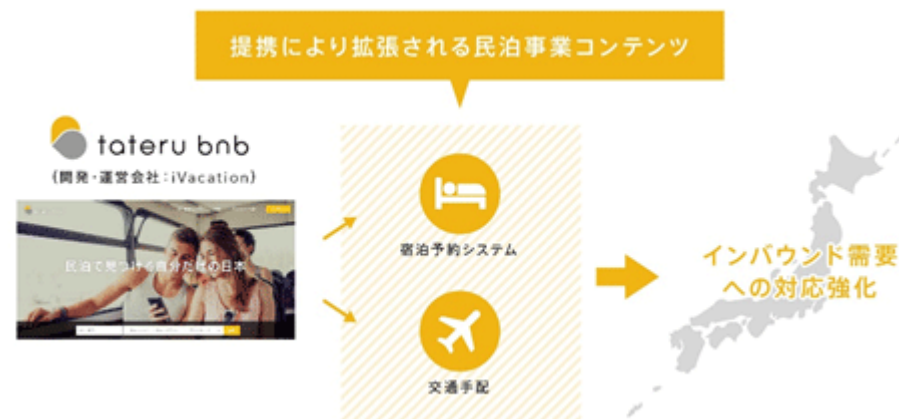 提携により拡張される民泊事業コンテンツ
tateru bnb
(開発・運営会社:iVacation)
民泊で見つける自分だけの日本
宿泊予約システム
交通手配
インバウンド需要
への対応強化